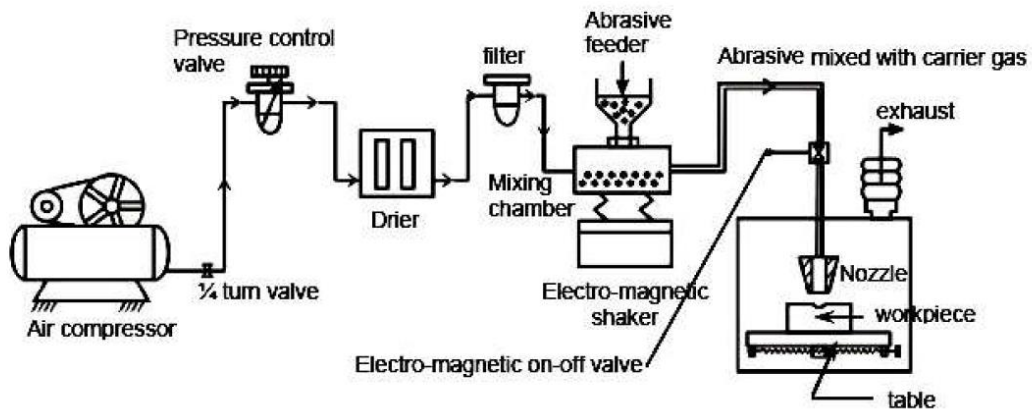 Pressure control
valve
filter
Abrasive
feeder
Abrasive mixed with carrier gas
exhaust
Drier
Mixing
chamber
Nozzle
¼ turn valve
Air compressor
Electro-magnetic
shaker
workpiece
Electro-magnetic on-off valve
table